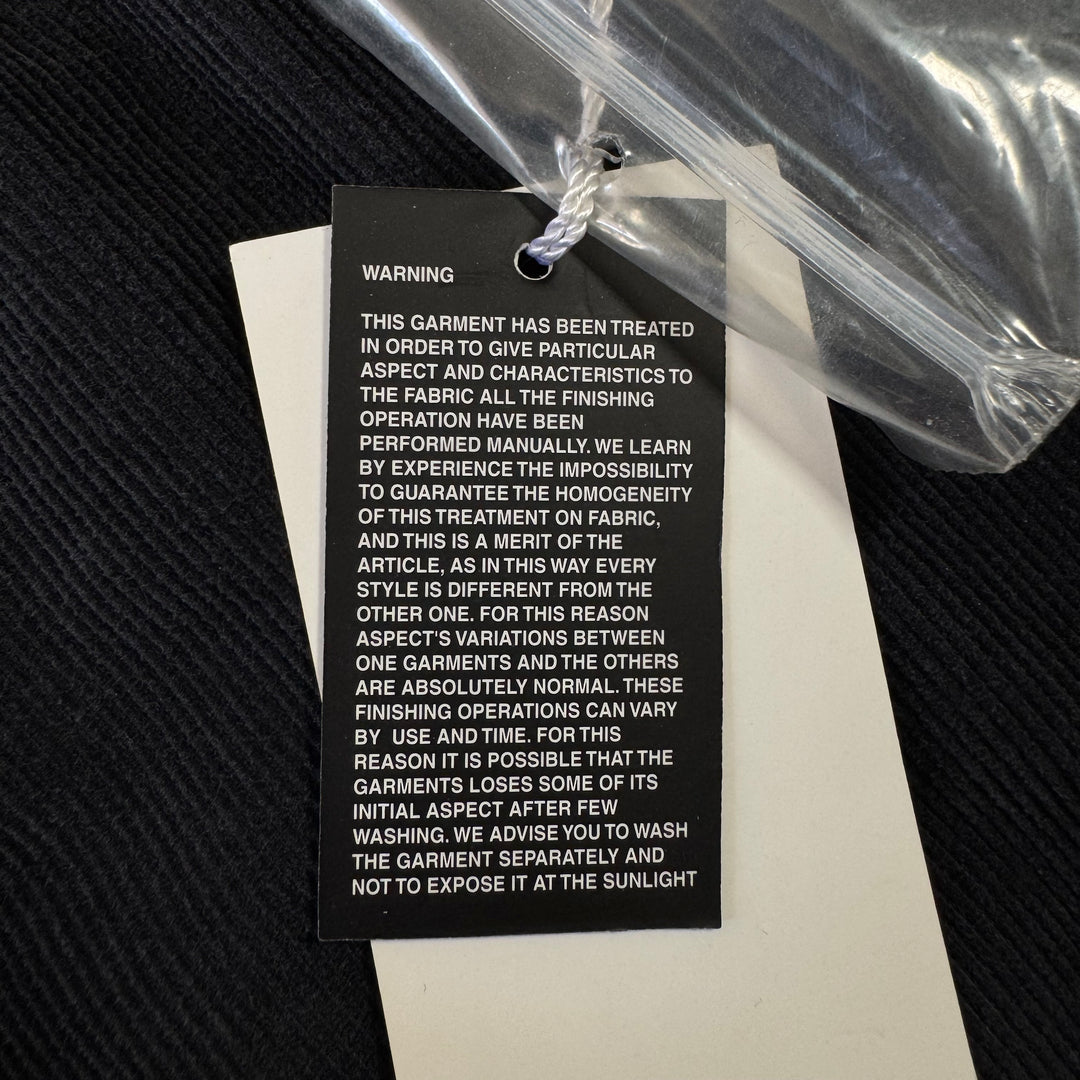 WARNING
THIS GARMENT HAS BEEN TREATED
IN ORDER TO GIVE PARTICULAR
ASPECT AND CHARACTERISTICS TO
THE FABRIC ALL THE FINISHING
OPERATION HAVE BEEN
PERFORMED MANUALLY. WE LEARN
BY EXPERIENCE THE IMPOSSIBILITY
TO GUARANTEE THE HOMOGENEITY
OF THIS TREATMENT ON FABRIC,
AND THIS IS A MERIT OF THE
ARTICLE, AS IN THIS WAY EVERY
STYLE IS DIFFERENT FROM THE
OTHER ONE. FOR THIS REASON
ASPECT'S VARIATIONS BETWEEN
ONE GARMENTS AND THE OTHERS
ARE ABSOLUTELY NORMAL. THESE
FINISHING OPERATIONS CAN VARY
BY  USE AND TIME. FOR THIS
REASON IT IS POSSIBLE THAT THE
GARMENTS LOSES SOME OF ITS
INITIAL ASPECT AFTER FEW
WASHING. WE ADVISE YOU TO WASH
THE GARMENT SEPARATELY AND
NOT TO EXPOSE IT AT THE SUNLIGHT